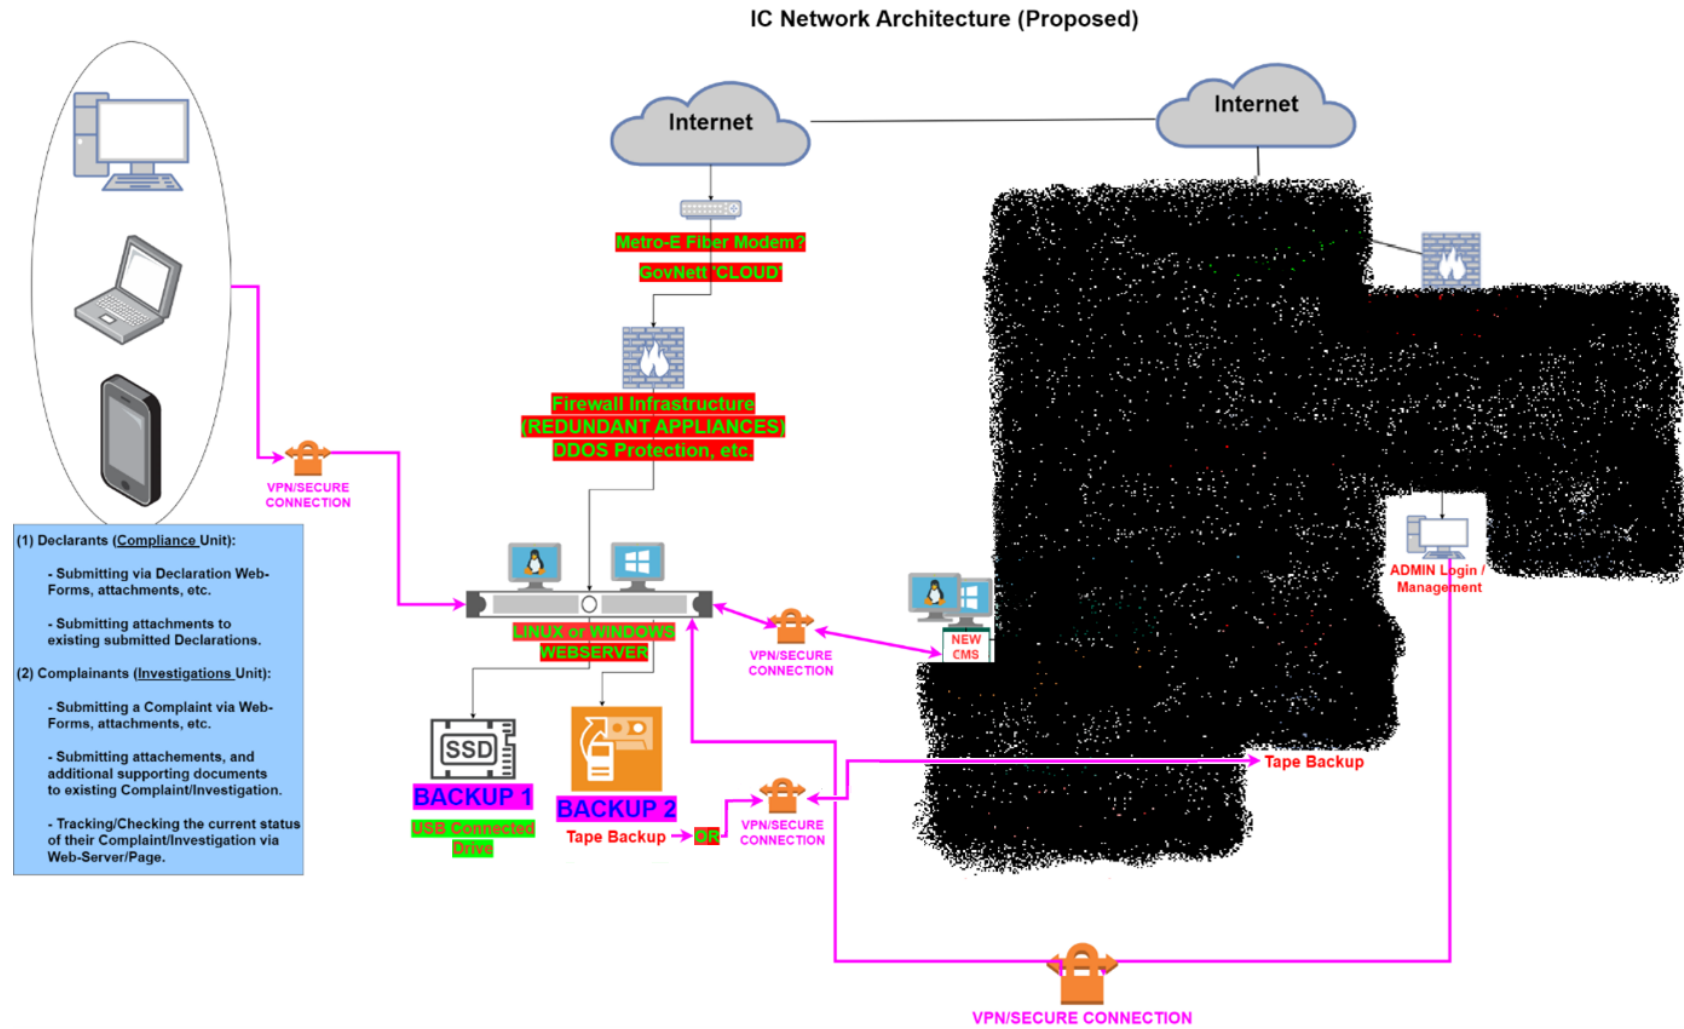 IC Network Architecture (Proposed)
Internet
Internet
Metro-E Fiber Modem?
GovNett 'CLOUD'
Firewall Infrastructure
(REDUNDANT APPLIANCES)
DDOS Protection, etc.
VPN/SECURE
CONNECTION
(1) Declarants (Compliance Unit):
- Submitting via Declaration Web-
Forms, attachments, etc.
- Submitting attachments to
existing submitted Declarations.
(2) Complainants (Investigations Unit):
- Submitting a Complaint via Web-
Forms, attachments, etc.
- Submitting attachements, and
additional supporting documents
to existing Complaint/Investigation.
- Tracking/Checking the current status
of their Complaint/Investigation via
Web-Server/Page.
LINUX or WINDOWS
WEBSERVER
VPN/SECURE
CONNECTION
NEW
CMS
ADMIN Login /
Management
SSD
BACKUP 1
USB Connected
Drive
BACKUP 2
Tape Backup
OR
VPN/SECURE
CONNECTION
Tape Backup
VPN/SECURE CONNECTION